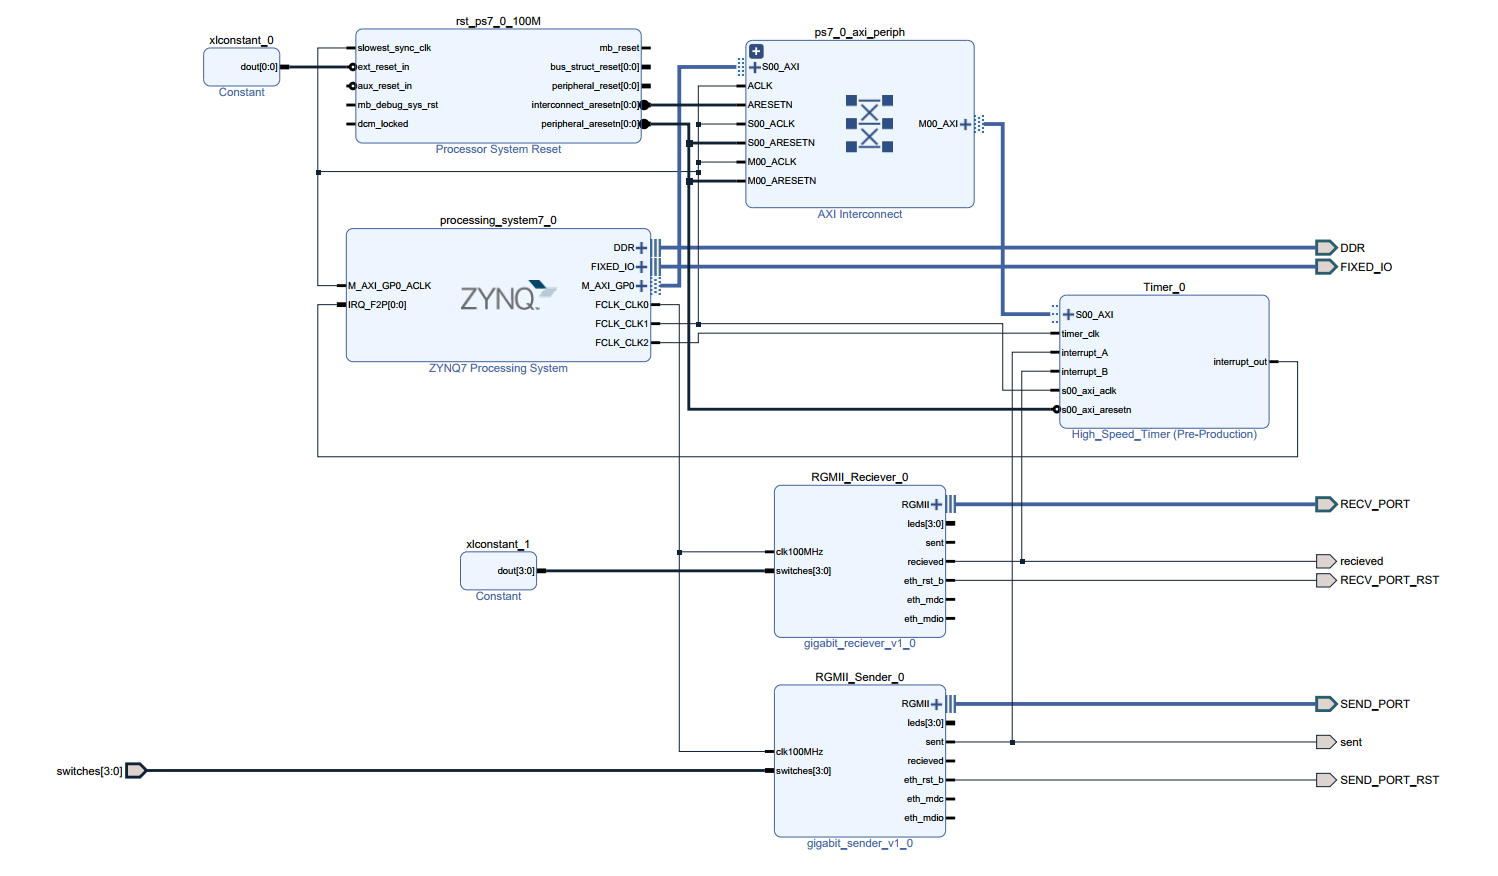 rst_ps7_0_100M
xlconstant_0
dout[0:0]
Constant
slowest_sync_clk
ext_reset_in
aux_reset_in
mb_debug_sys_rst
dcm_locked
mb_reset
bus_struct_reset[0:0]
peripheral_reset[0:0]
interconnect_aresetn[0:0]
peripheral_aresetn[0:0]
Processor System Reset
ps7_0_axi_periph
S00_AXI
ACLK
ARESETN
S00_ACLK
S00_ARESETN
M00_ACLK
M00_ARESETN
M00_AXI
AXI Interconnect
processing_system7_0
M_AXI_GP0_ACLK
IRQ_F2P[0:0]
ZYNQ
DDR
FIXED_IO
M_AXI_GP0
FCLK_CLK0
FCLK_CLK1
FCLK_CLK2
ZYNQ7 Processing System
DDR
FIXED_IO
Timer_0
S00_AXI
timer_clk
interrupt_A
interrupt_B
s00_axi_aclk
s00_axi_aresetn
interrupt_out
High_Speed_Timer (Pre-Production)
RGMII_Reciever_0
clk100MHz
switches[3:0]
RGMII
leds[3:0]
sent
recieved
eth_rst_b
eth_mdc
eth_mdio
gigabit_reciever_v1_0
xlconstant_1
dout[3:0]
Constant
RECV_PORT
recieved
RECV_PORT_RST
RGMII_Sender_0
clk100MHz
switches[3:0]
RGMII
leds[3:0]
sent
recieved
eth_rst_b
eth_mdc
eth_mdio
gigabit_sender_v1_0
switches[3:0]
SEND_PORT
sent
SEND_PORT_RST